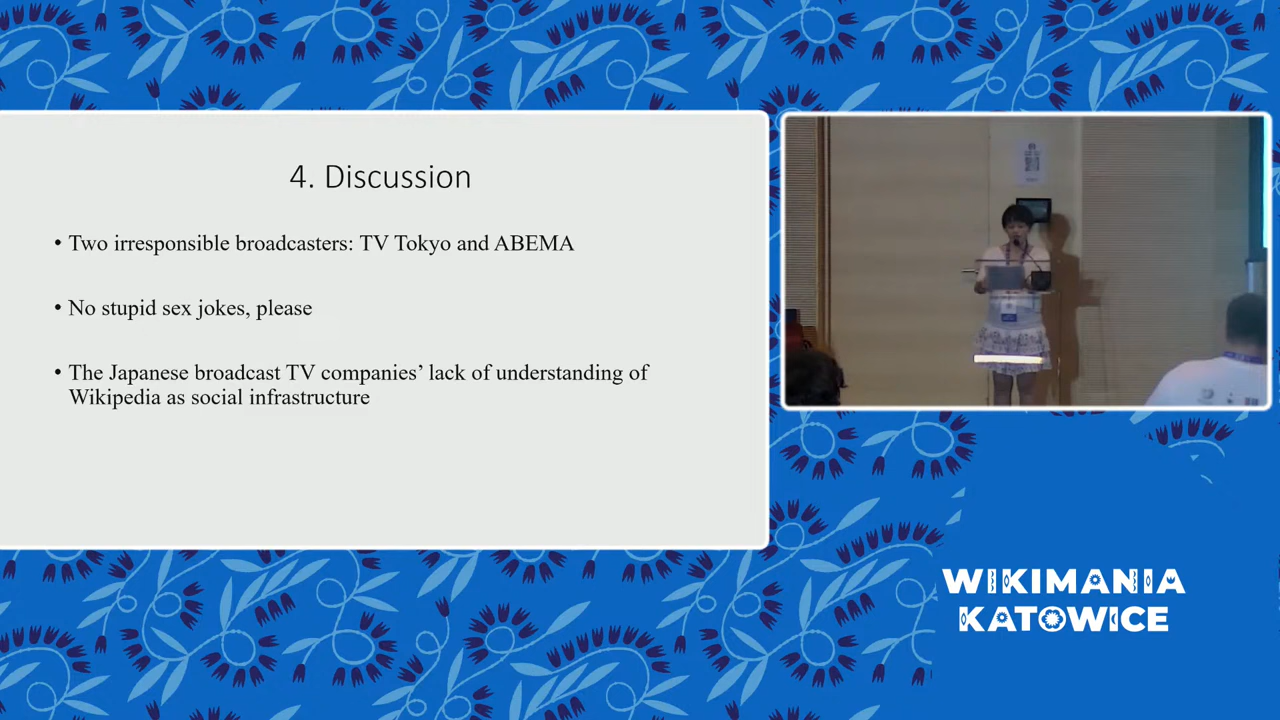 4. Discussion
• Two irresponsible broadcasters: TV Tokyo and ABEMA
• No stupid sex jokes, please
• The Japanese broadcast TV companies’ lack of understanding of
Wikipedia as social infrastructure
WIKIMANIA
KATOWICE